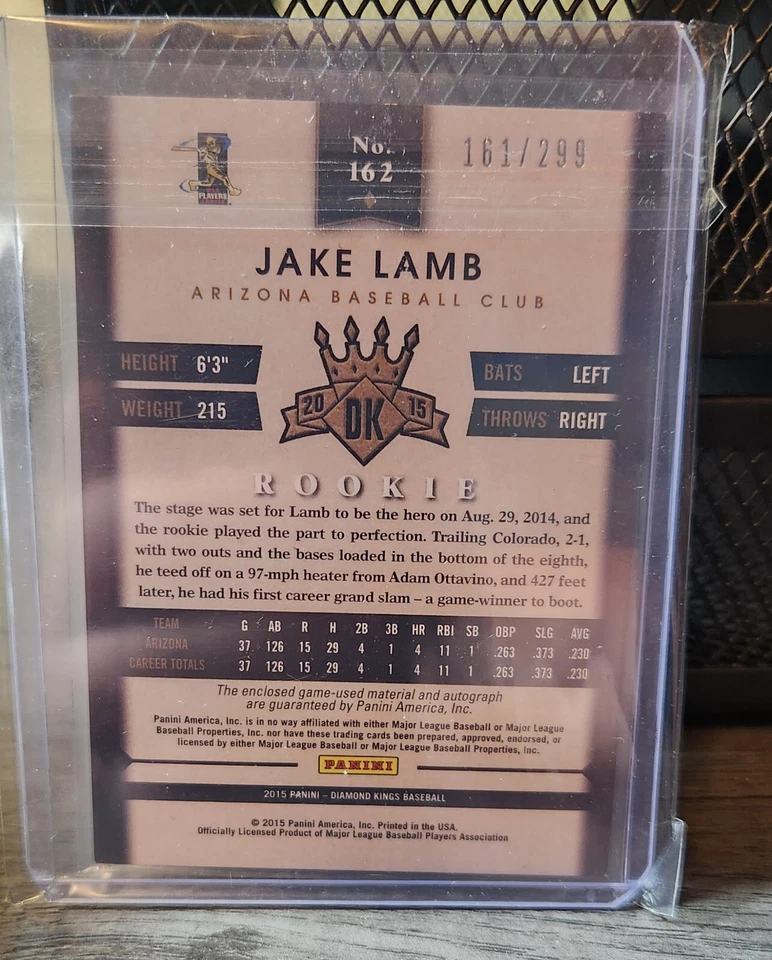 No.
162
161/299
PLAYERS
JAKE LAMB
ARIZONA BASEBALL CLUB
HEIGHT 6'3"
WEIGHT 215
BATS LEFT
THROWS RIGHT
20 DK 15
ROOKIE
The stage was set for Lamb to be the hero on Aug. 29, 2014, and
the rookie played the part to perfection. Trailing Colorado, 2-1,
with two outs and the bases loaded in the bottom of the eighth,
he teed off on a 97-mph heater from Adam Ottavino, and 427 feet
later, he had his first career grand slam – a game-winner to boot.
TEAM G AB R H 2B 3B HR RBI SB OBP SLG AVG
ARIZONA 37 126 15 29 4 1 4 11 1 .263 .373 .230
CAREER TOTALS 37 126 15 29 4 1 4 11 1 .263 .373 .230
The enclosed game-used material and autograph
are guaranteed by Panini America, Inc.
Panini America, Inc. is in no way affiliated with either Major League Baseball or Major League
Baseball Properties, Inc. nor have these trading cards been prepared, approved, endorsed, or
licensed by either Major League Baseball or Major League Baseball Properties, Inc.
PANINI
2015 PANINI – DIAMOND KINGS BASEBALL
© 2015 Panini America, Inc. Printed in the USA.
Officially Licensed Product of Major League Baseball Players Association